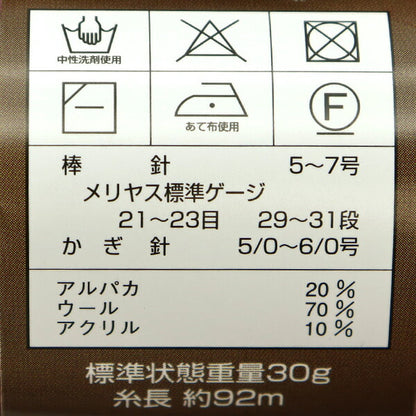 中性洗剤使用
あて布使用
F
棒 針 5～7号
メリヤス標準ゲージ
21～23目 29～31段
かぎ針 5/0～6/0号
アルパカ 20%
ウール 70%
アクリル 10%
標準状態重量30g
糸長 約92m